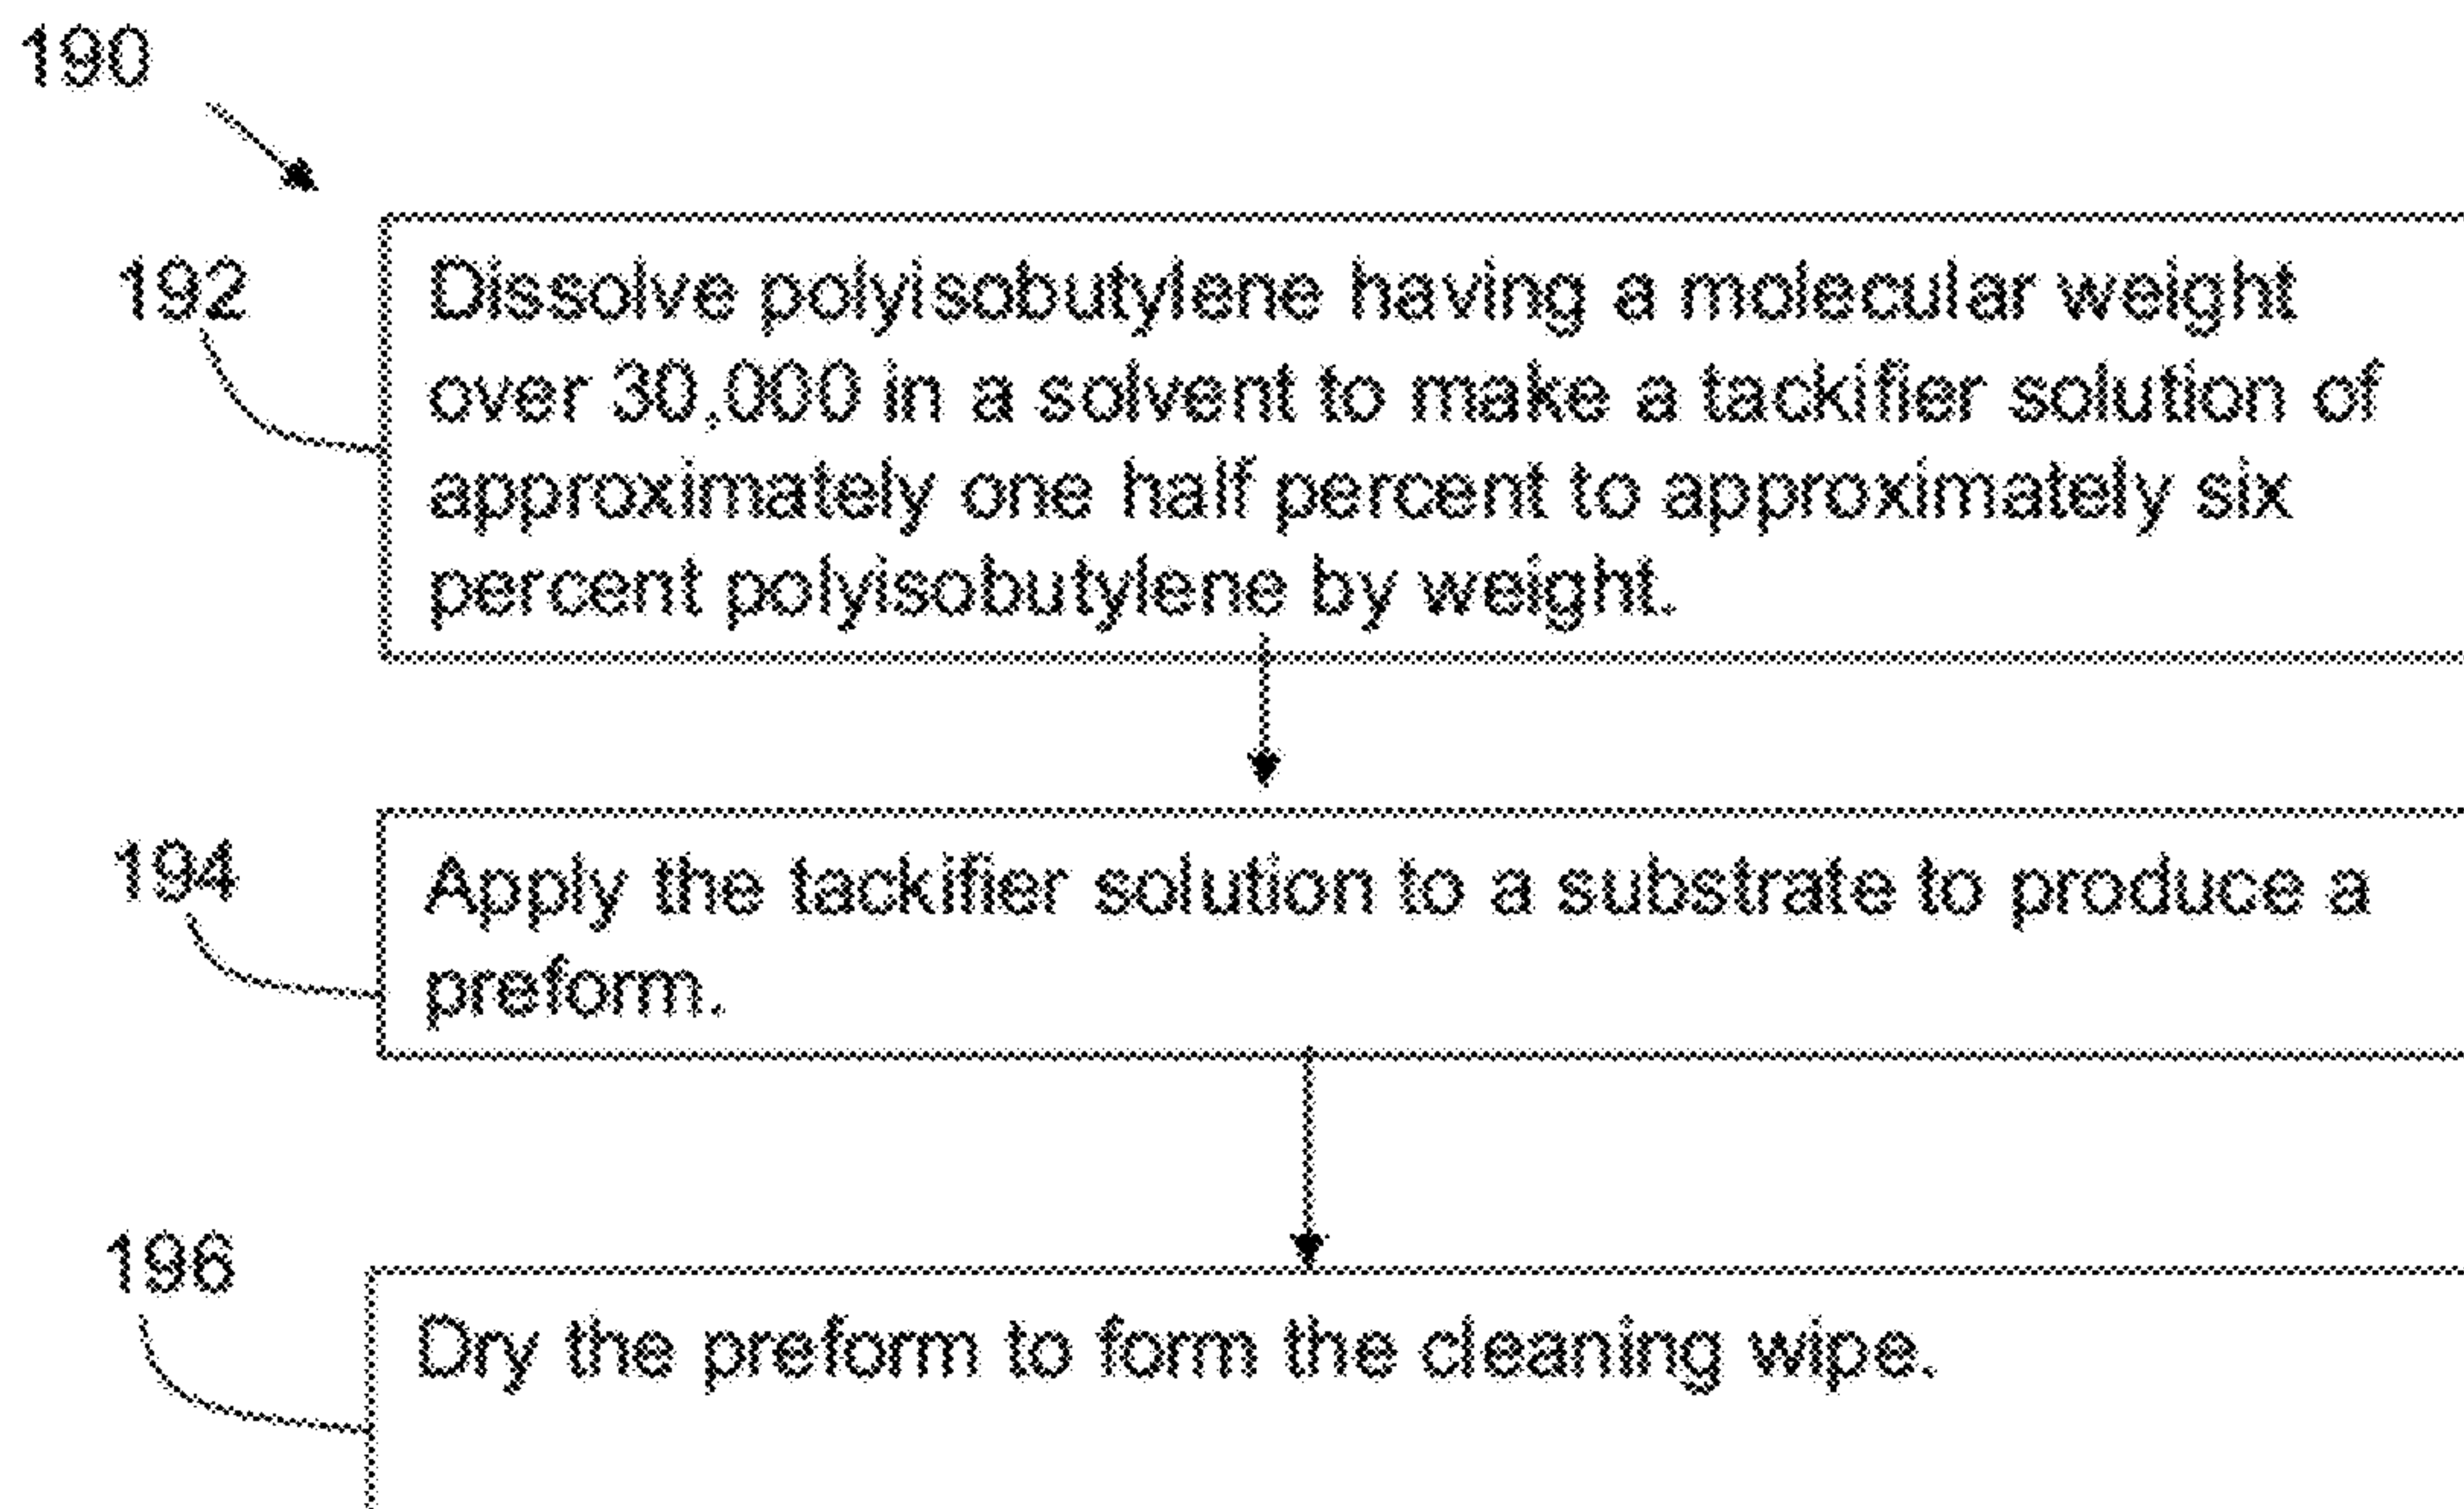 190
192
Dissolve polyisobutylene having a molecular weight
over 30,000 in a solvent to make a tackifier solution of
approximately one half percent to approximately six
percent polyisobutylene by weight.
194
Apply the tackifier solution to a substrate to produce a
preform.
196
Dry the preform to form the cleaning wipe.